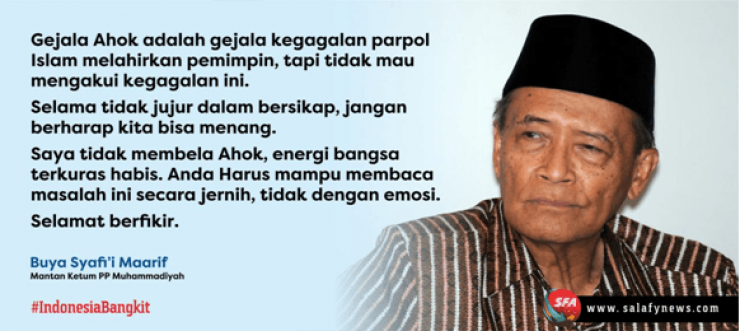 Gejala Ahok adalah gejala kegagalan parpol
Islam melahirkan pemimpin, tapi tidak mau
mengakui kegagalan ini.
Selama tidak jujur dalam bersikap, jangan
berharap kita bisa menang.
Saya tidak membela Ahok, energi bangsa
terkuras habis. Anda Harus mampu membaca
masalah ini secara jernih, tidak dengan emosi.
Selamat berfikir.
Buya Syafi'i Maarif
Mantan Ketum PP Muhammadiyah
#IndonesiaBangkit
SFA
www.salafynews.com